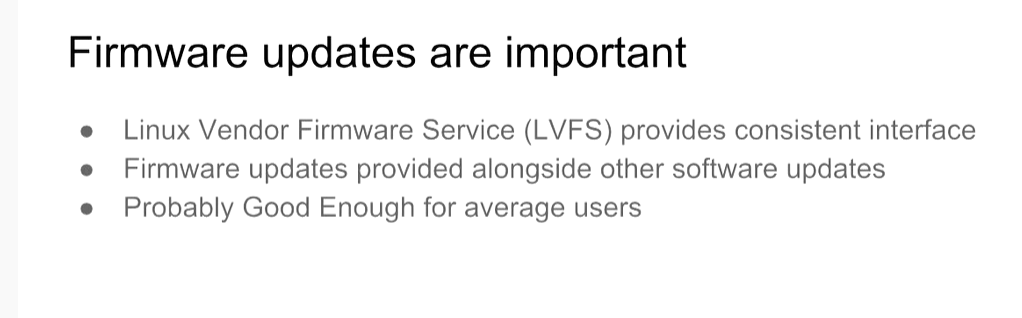 Firmware updates are important
● Linux Vendor Firmware Service (LVFS) provides consistent interface
● Firmware updates provided alongside other software updates
● Probably Good Enough for average users